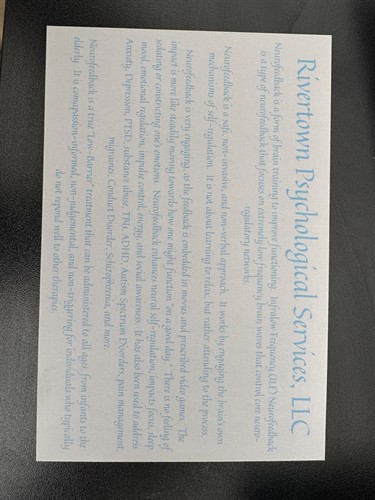 Rivertown Psychological Services, LLC
Neurofeedback is a form of brain training to improve functioning. Infralow Frequency (ILF) Neurofeedback
is a type of neurofeedback that focuses on extremely low frequency brain waves that control core neuro-
regulatory networks.
Neurofeedback is a safe, non-invasive, and non-verbal approach. It works by engaging the brain's own
mechanisms of self-regulation. It is not about learning to relax, but rather attending to the process.
Neurofeedback is very engaging, as the feedback is embedded in movies and prescribed video games. The
impact is more like steadily moving towards how one might function "on a good day." There is no feeling of
sedating or constricting one's emotions. Neurofeedback enhances neural self-regulation, impacts focus, sleep
mood, emotional regulation, impulse control, energy, and social awareness. It has also been used to address
Anxiety, Depression, PTSD, substance abuse, TBIs, ADHD, Autism Spectrum Disorders, pain management,
migraines, Conduct Disorder, Schizophrenia, and more.
Neurofeedback is a true "Low-Barrier" treatment that can be administered to all ages, from infants to the
elderly. It is compassion-informed, non-judgmental, and non-triggering for individuals who typically
do not repond well to other therapies.